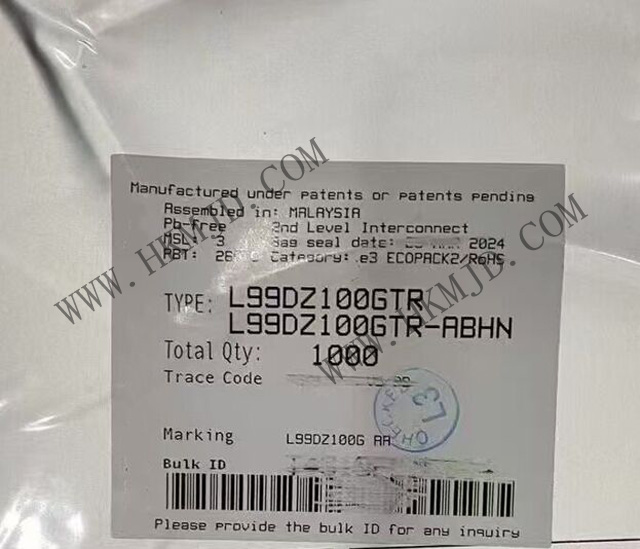 Manufactured under patents or patents pending
Assembled in: MALAYSIA
Pb-free 2nd Level Interconnect
MSL: 3 Bag seal date: MAR 2024
PBT: Category: .e3 ECOPACK2/RoHS
TYPE: L99DZ100GTR
L99DZ100GTR-ABHN
Total Qty: 1000
Trace Code
CHECKED
Marking L99DZ100G AA
Bulk ID
Please provide the bulk ID for any inquiry
WWW.HKMJD.COM
WWW.HKMJD.COM